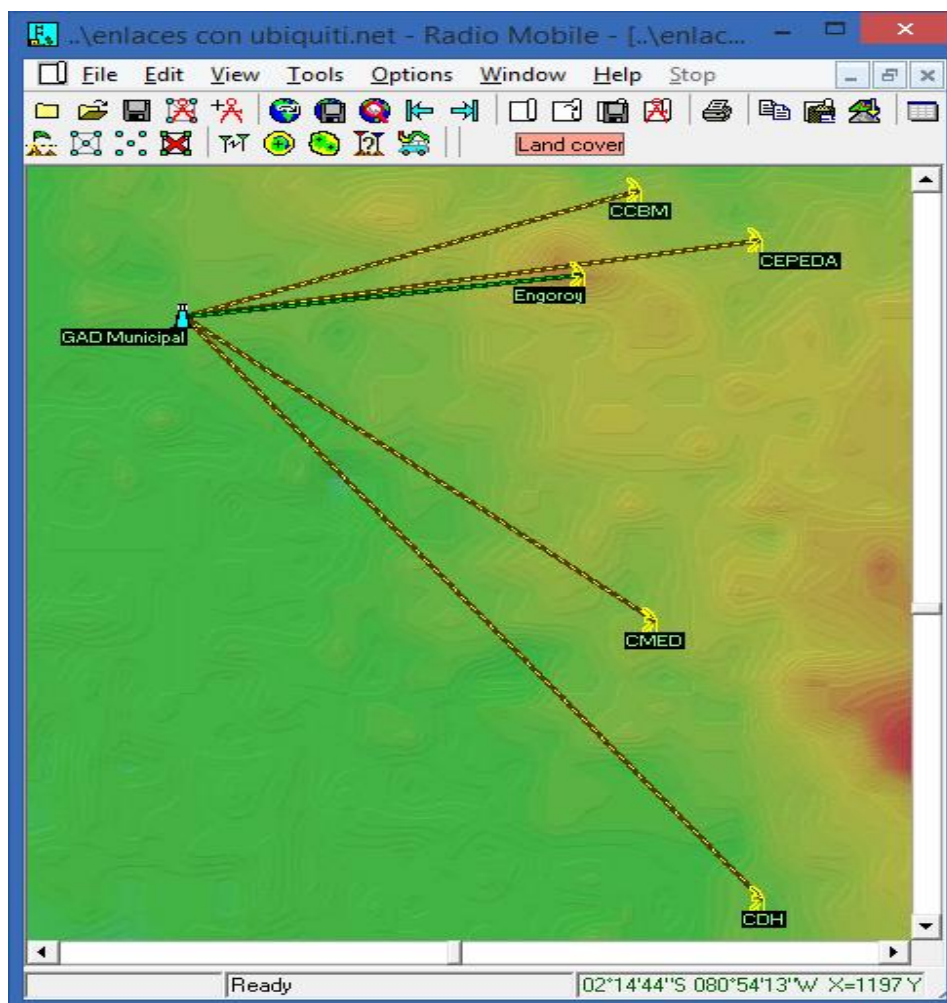 ..\enlaces con ubiquiti.net - Radio Mobile - [..\enlac...
File Edit View Tools Options Window Help Stop
Land cover
CCBM
CEPEDA
Engoroy
GAD Municipal
CMED
CDH
Ready 02°14'44"S 080°54'13"W X=1197 Y